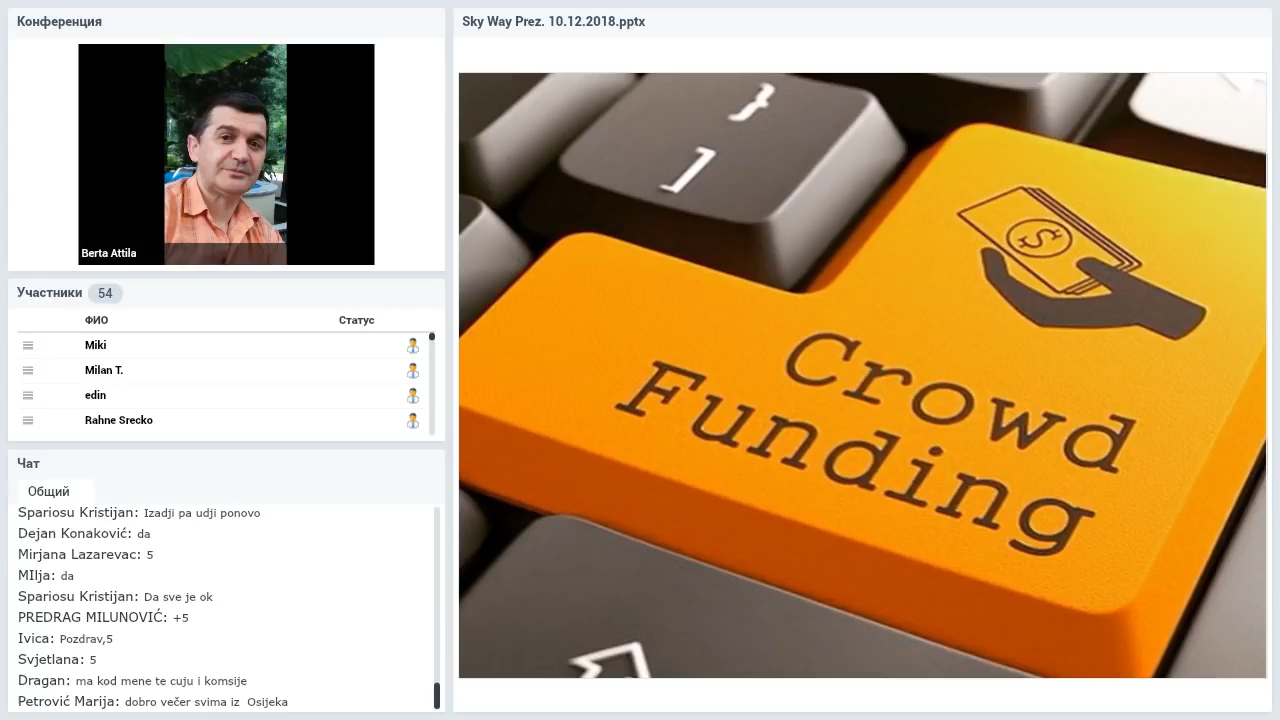 Конференция
Berta Attila
Участники 54
ФИО Статус
Miki
Milan T.
edin
Rahne Srecko
Чат
Общий
Spariosu Kristijan: Izadji pa udji ponovo
Dejan Konaković: da
Mirjana Lazarevac: 5
MIlja: da
Spariosu Kristijan: Da sve je ok
PREDRAG MILUNOVIĆ: +5
Ivica: Pozdrav,5
Svjetlana: 5
Dragan: ma kod mene te cuju i komsije
Petrović Marija: dobro večer svima iz  Osijeka
Sky Way Prez. 10.12.2018.pptx
}
]
$
Crowd
Funding